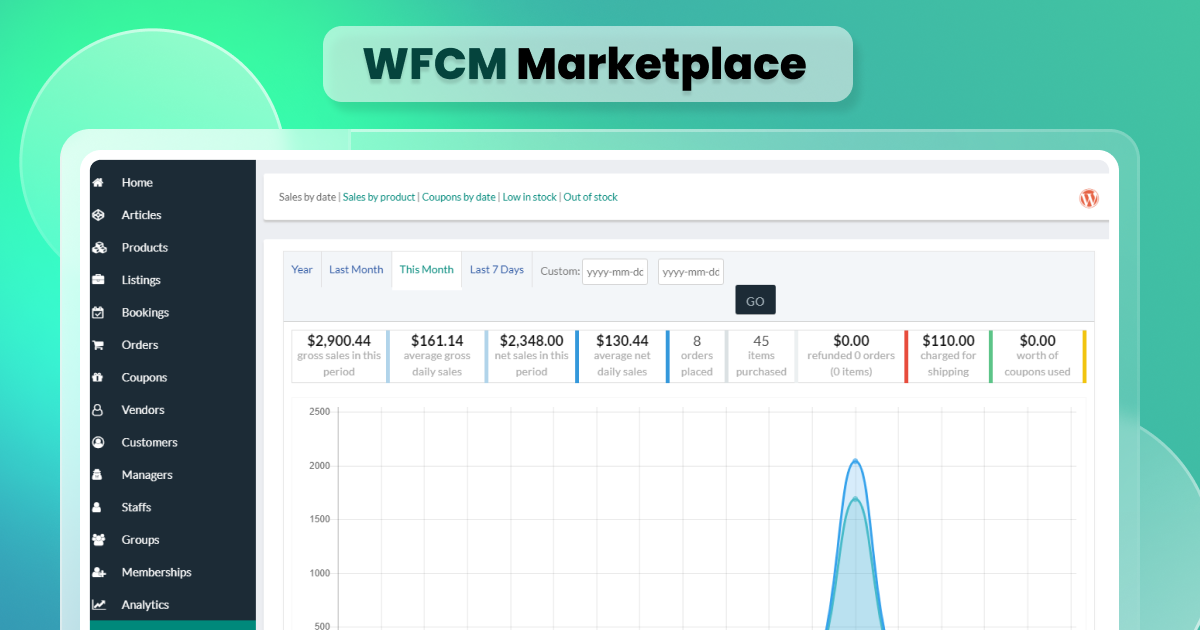 WFCM Marketplace
Home
Articles
Products
Listings
Bookings
Orders
Coupons
Vendors
Customers
Managers
Staffs
Groups
Memberships
Analytics
Sales by date | Sales by product | Coupons by date | Low in stock | Out of stock
Year
Last Month
This Month
Last 7 Days
Custom:
yyyy-mm-dd
yyyy-mm-dd
GO
$2,900.44
gross sales in this
period
$161.14
average gross
daily sales
$2,348.00
net sales in this
period
$130.44
average net
daily sales
8
orders
placed
45
items
purchased
$0.00
refunded 0 orders
(0 items)
$110.00
charged for
shipping
$0.00
worth of
coupons used
2500
2000
1500
1000
500